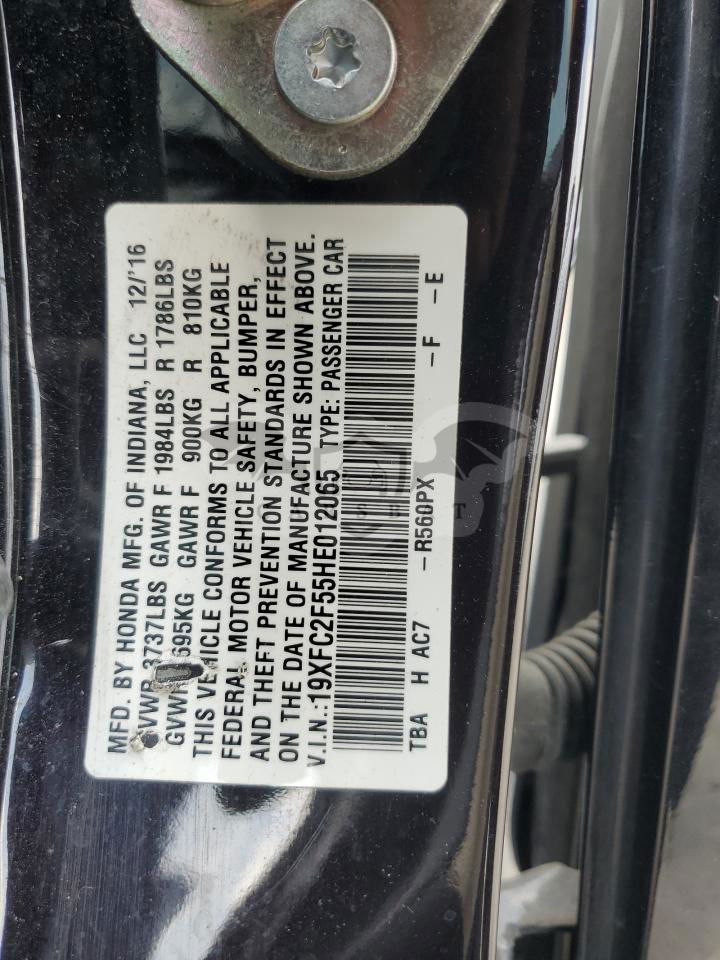 MFD. BY HONDA MFG. OF INDIANA, LLC 12/'16
GVWR 3737LBS GAWR F 1984LBS R 1786LBS
695KG GAWR F 900KG R 810KG
THIS VEHICLE CONFORMS TO ALL APPLICABLE
FEDERAL MOTOR VEHICLE SAFETY, BUMPER,
AND THEFT PREVENTION STANDARDS IN EFFECT
ON THE DATE OF MANUFACTURE SHOWN ABOVE.
V.I.N.:19XFC2F55HE012065 TYPE: PASSENGER CAR
TBA H AC7 -R560PX -F -E